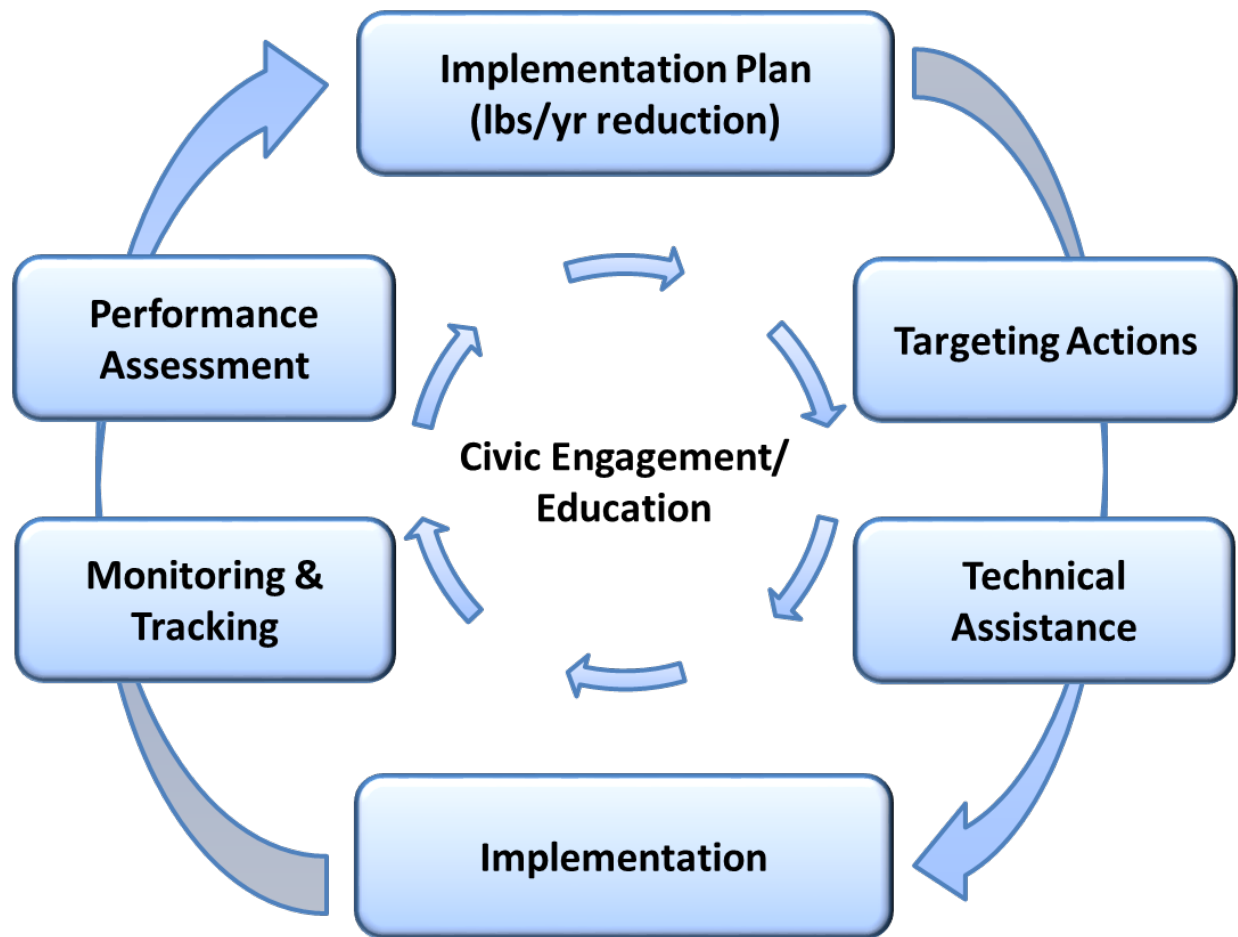 Implementation Plan
(lbs/yr reduction)
Performance
Assessment
Targeting Actions
Civic Engagement/
Education
Monitoring &
Tracking
Technical
Assistance
Implementation